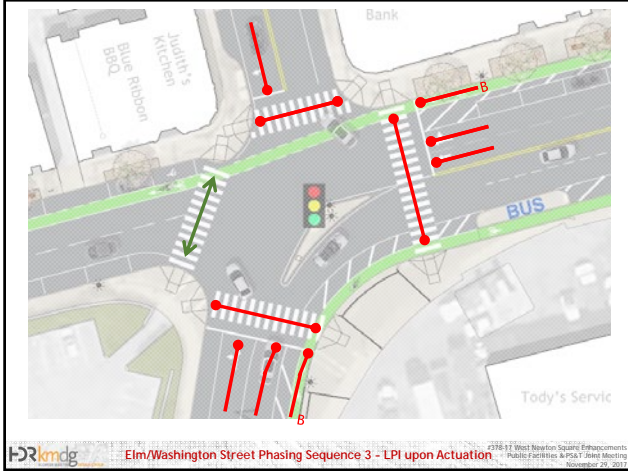 Bank
Judith's
Kitchen
Blue Ribbon
BBQ
B
BUS
Tody's Servic
B
HDR kmdg
Elm/Washington Street Phasing Sequence 3 - LPI upon Actuation
#378-17 West Newton Square Enhancements
Public Facilities & PS&T Joint Meeting
November 29, 2017